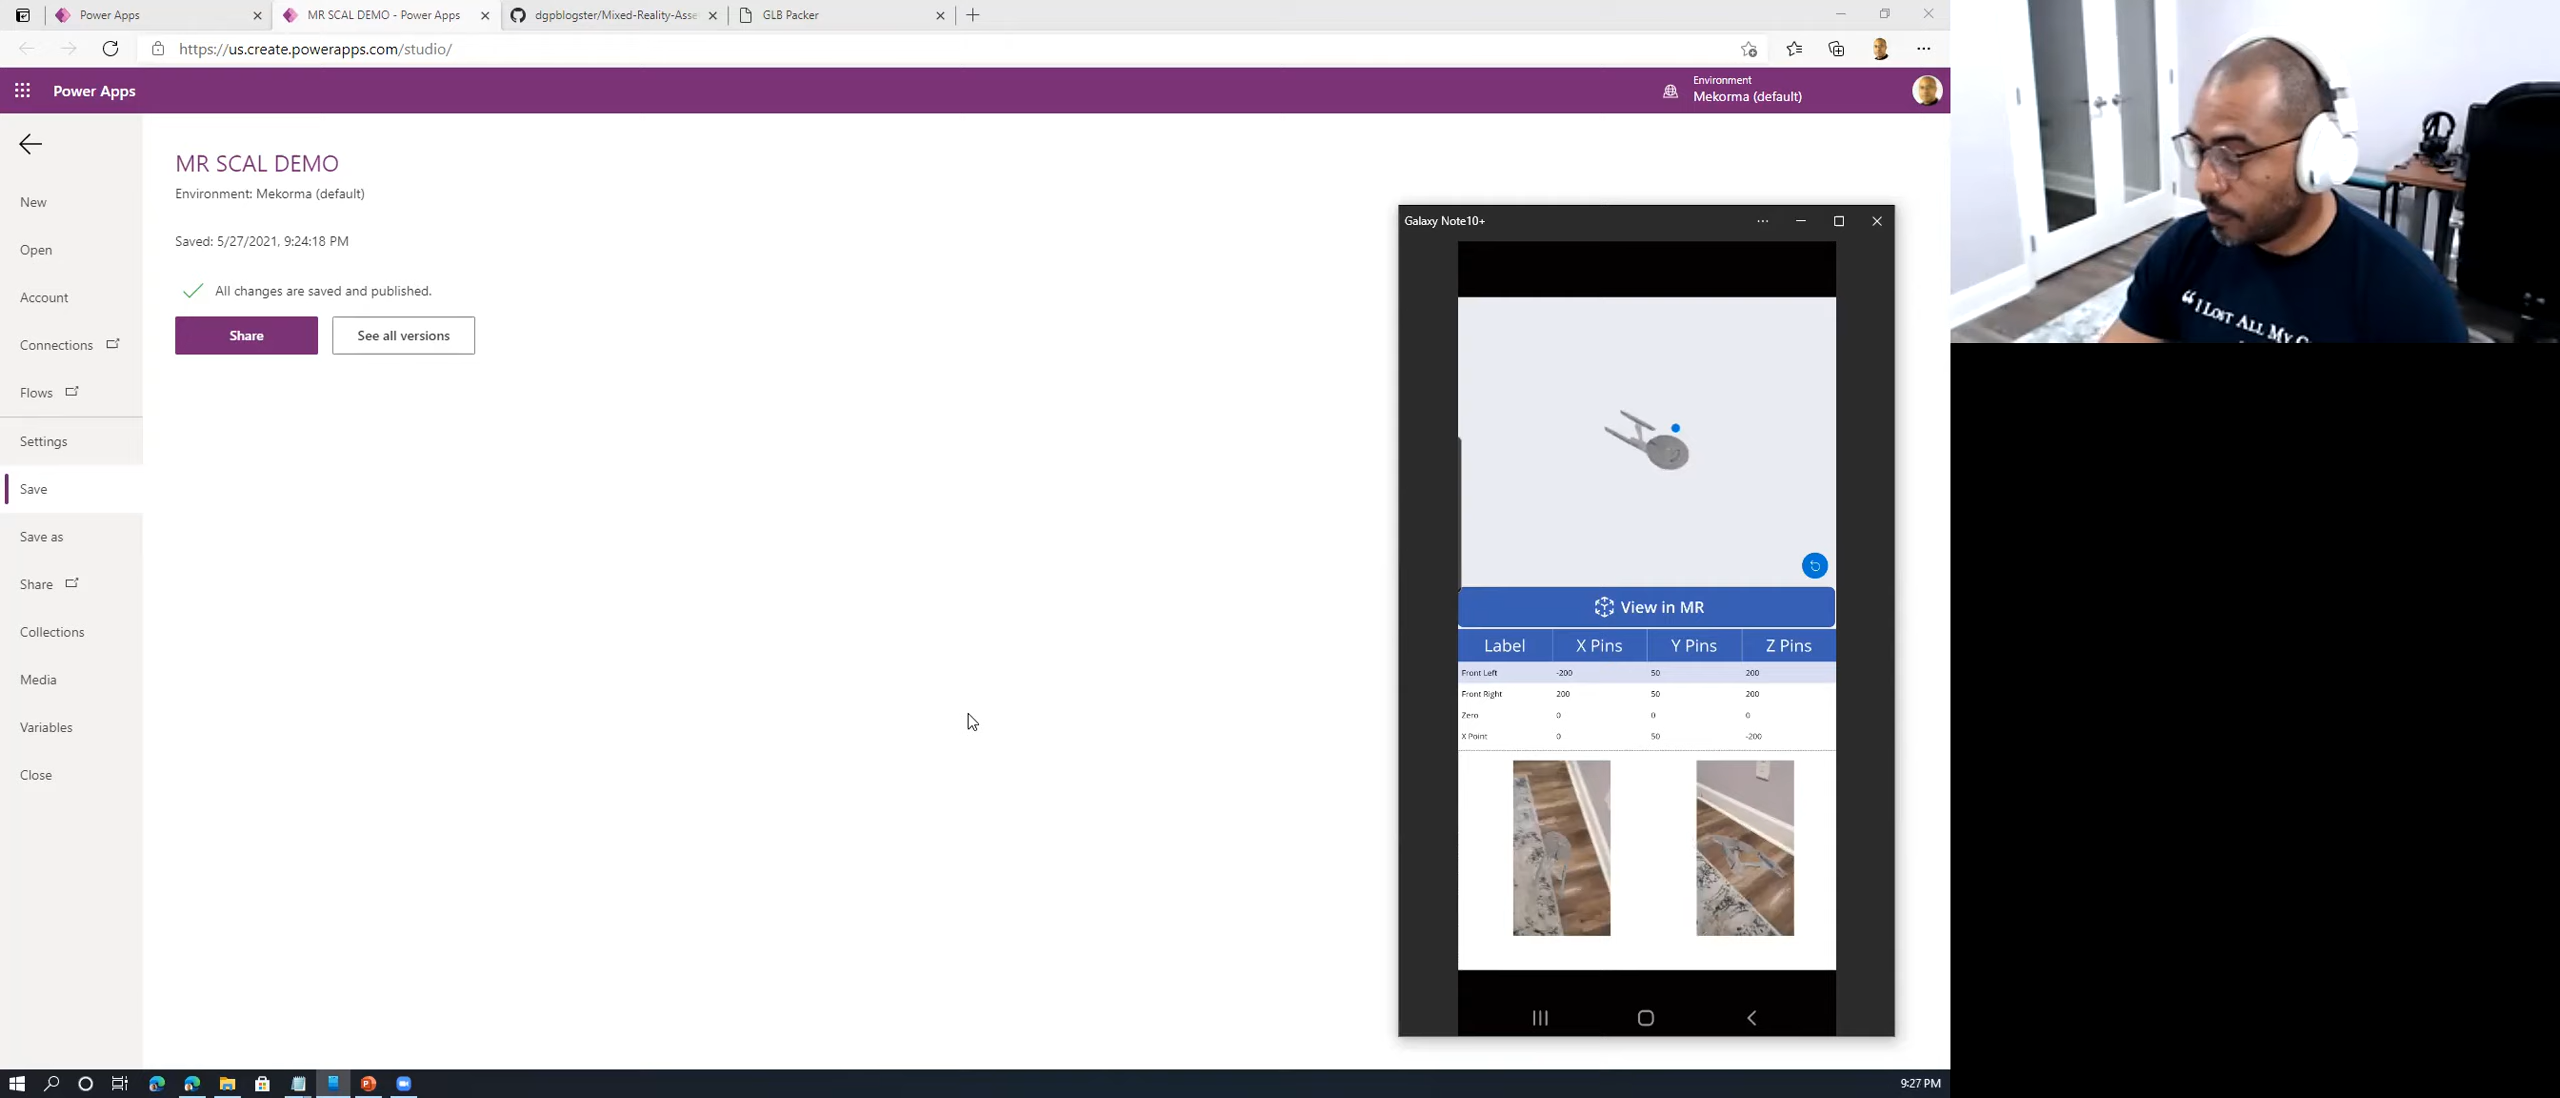 Power Apps
MR SCAL DEMO - Power Apps
dgpblogster/Mixed-Reality-Asse
GLB Packer
https://us.create.powerapps.com/studio/
Power Apps
Environment
Mekorma (default)
MR SCAL DEMO
Environment: Mekorma (default)
Saved: 5/27/2021, 9:24:18 PM
All changes are saved and published.
Share
See all versions
New
Open
Account
Connections
Flows
Settings
Save
Save as
Share
Collections
Media
Variables
Close
Galaxy Note10+
View in MR
Label X Pins Y Pins Z Pins
Front Left -200 50 200
Front Right 200 50 200
Zero 0 0 0
X Point 0 50 -200
9:27 PM
“I LOST ALL MY